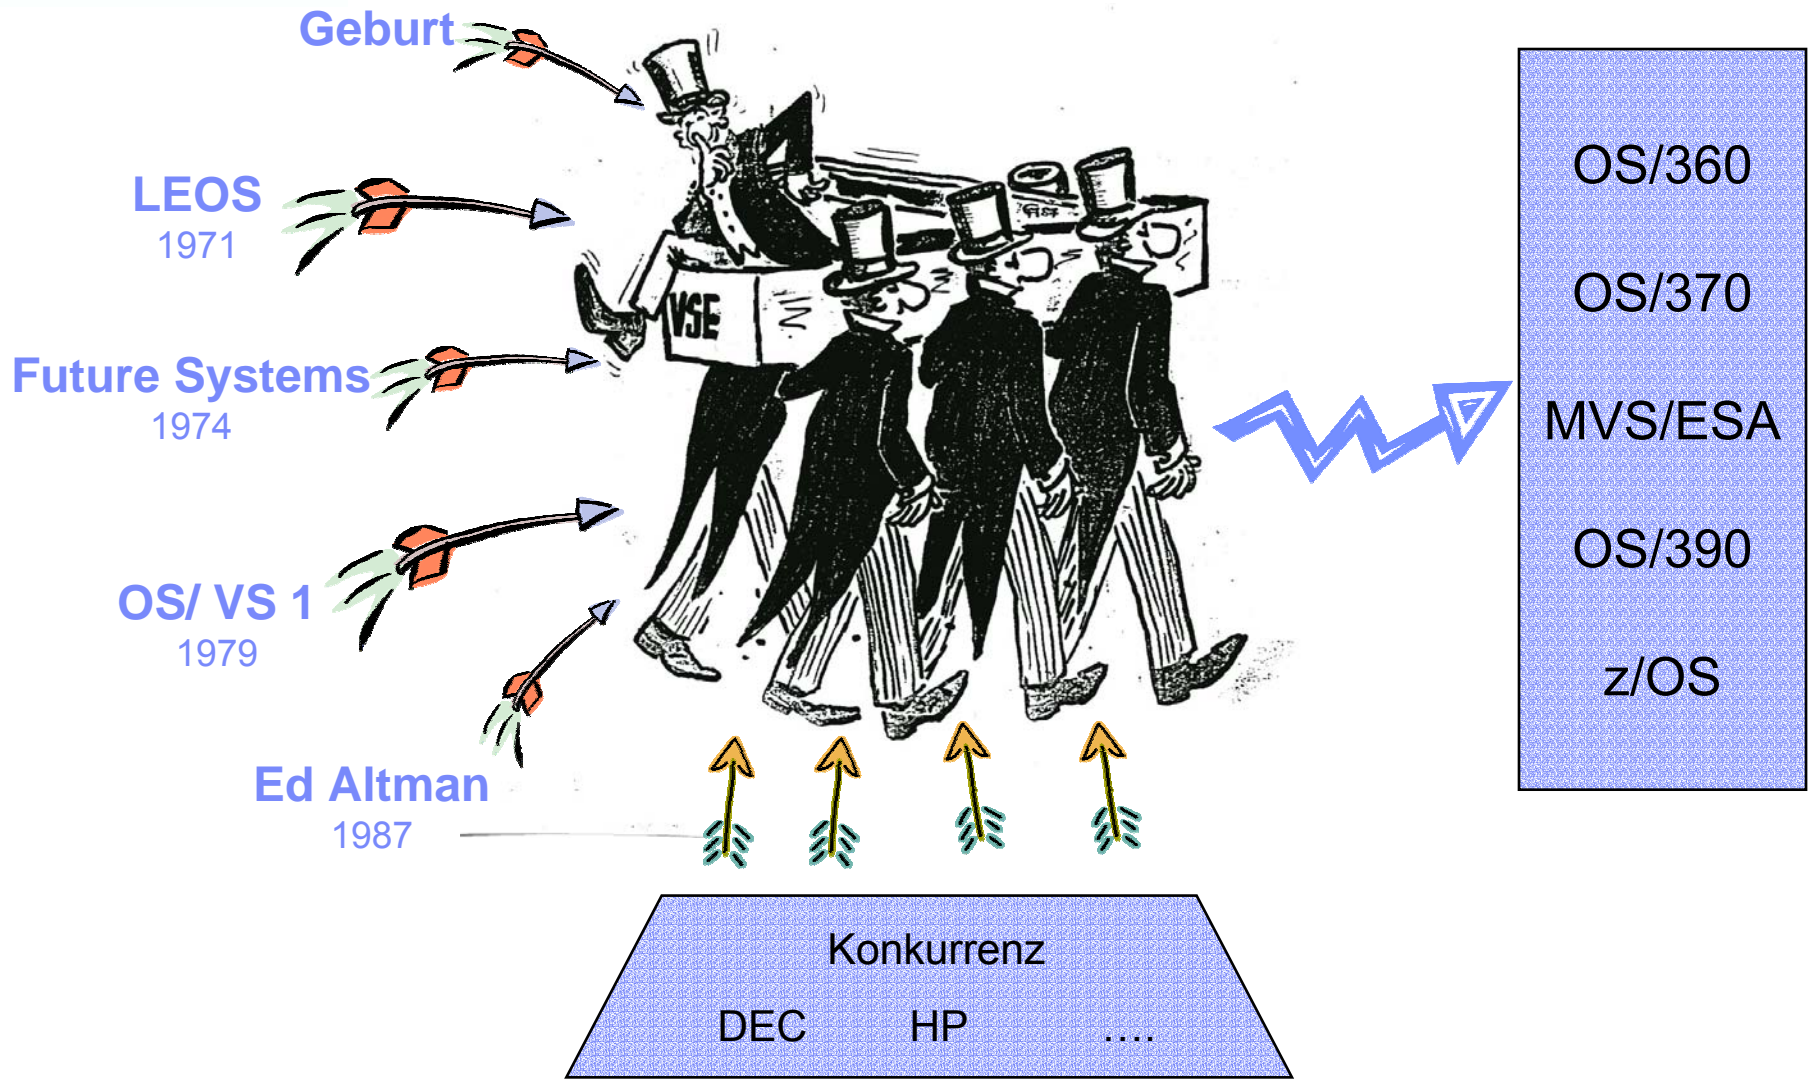 Geburt
LEOS
1971
Future Systems
1974
OS/ VS 1
1979
Ed Altman
1987
VSE
OS/360
OS/370
MVS/ESA
OS/390
z/OS
Konkurrenz
DEC HP ....